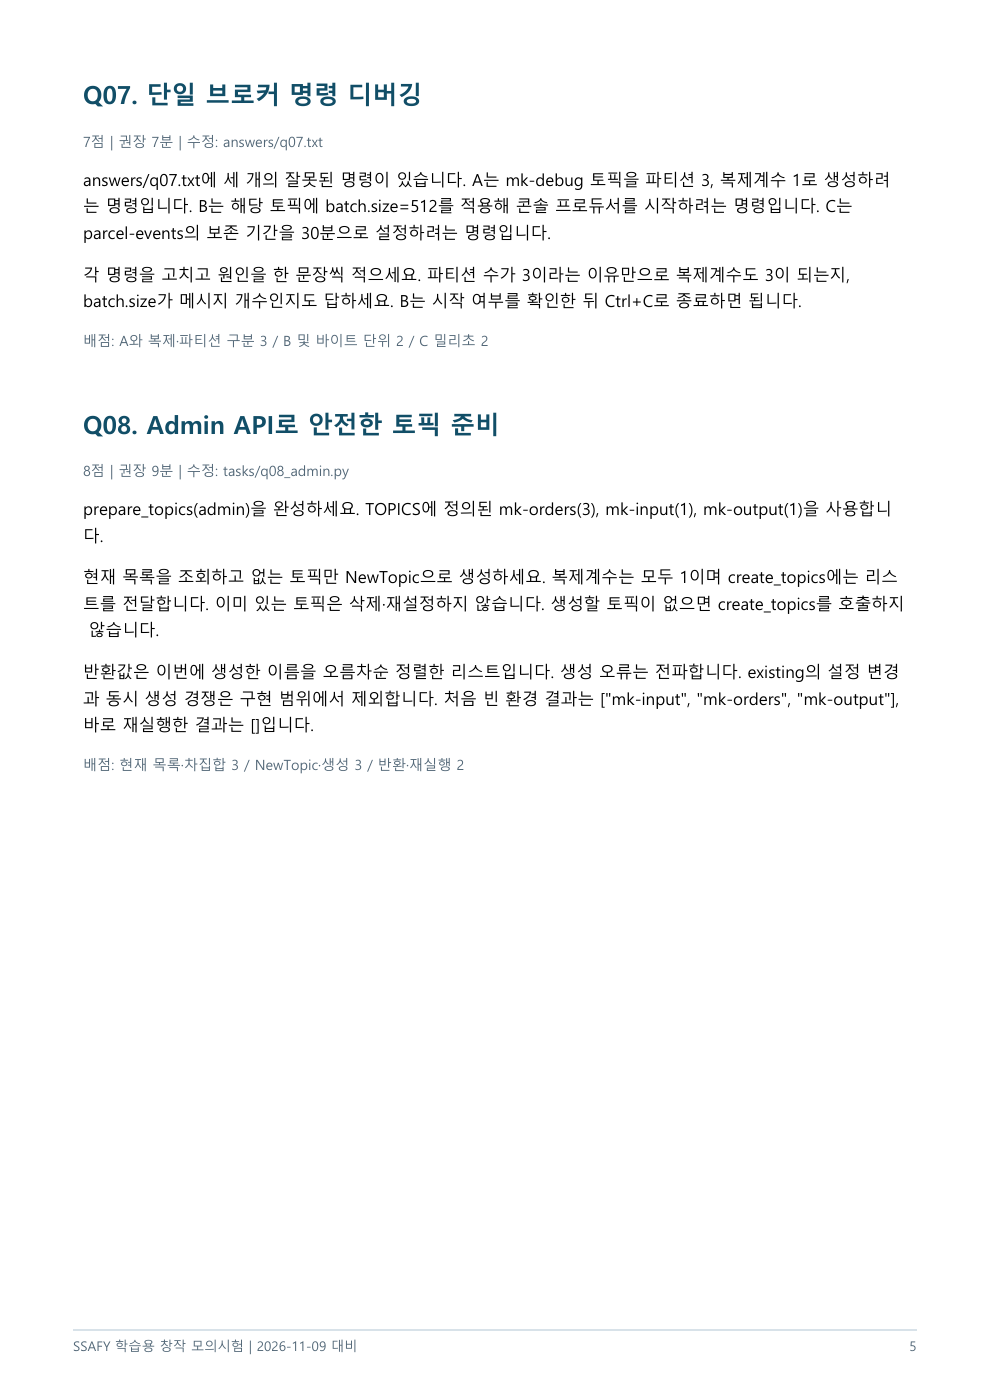 Q07. 단일 브로커 명령 디버깅
7점 | 권장 7분 | 수정: answers/q07.txt
answers/q07.txt에 세 개의 잘못된 명령이 있습니다. A는 mk-debug 토픽을 파티션 3, 복제계수 1로 생성하려
는 명령입니다. B는 해당 토픽에 batch.size=512를 적용해 콘솔 프로듀서를 시작하려는 명령입니다. C는
parcel-events의 보존 기간을 30분으로 설정하려는 명령입니다.
각 명령을 고치고 원인을 한 문장씩 적으세요. 파티션 수가 3이라는 이유만으로 복제계수도 3이 되는지,
batch.size가 메시지 개수인지도 답하세요. B는 시작 여부를 확인한 뒤 Ctrl+C로 종료하면 됩니다.
배점: A와 복제·파티션 구분 3 / B 및 바이트 단위 2 / C 밀리초 2
Q08. Admin API로 안전한 토픽 준비
8점 | 권장 9분 | 수정: tasks/q08_admin.py
prepare_topics(admin)을 완성하세요. TOPICS에 정의된 mk-orders(3), mk-input(1), mk-output(1)을 사용합니
다.
현재 목록을 조회하고 없는 토픽만 NewTopic으로 생성하세요. 복제계수는 모두 1이며 create_topics에는 리스
트를 전달합니다. 이미 있는 토픽은 삭제·재설정하지 않습니다. 생성할 토픽이 없으면 create_topics를 호출하지
않습니다.
반환값은 이번에 생성한 이름을 오름차순 정렬한 리스트입니다. 생성 오류는 전파합니다. existing의 설정 변경
과 동시 생성 경쟁은 구현 범위에서 제외합니다. 처음 빈 환경 결과는 ["mk-input", "mk-orders", "mk-output"],
바로 재실행한 결과는 []입니다.
배점: 현재 목록·차집합 3 / NewTopic·생성 3 / 반환·재실행 2
SSAFY 학습용 창작 모의시험 | 2026-11-09 대비
5